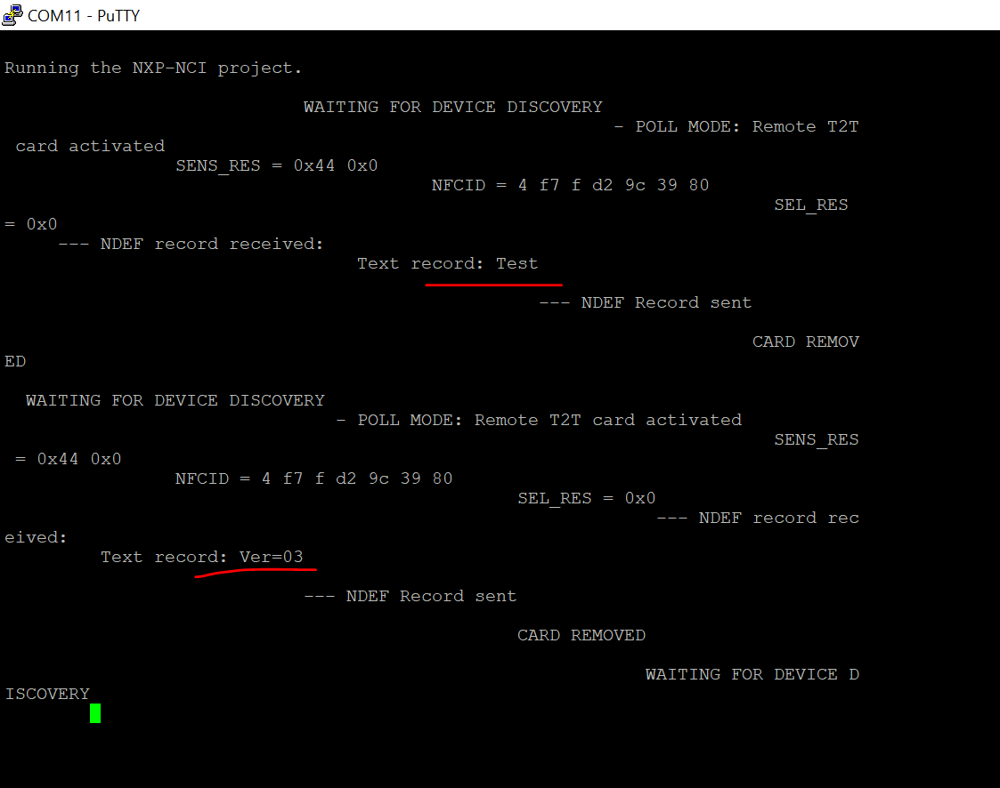 COM11 - PuTTY
Running the NXP-NCI project.
WAITING FOR DEVICE DISCOVERY
- POLL MODE: Remote T2T
card activated
SENS_RES = 0x44 0x0
NFCID = 4 f7 f d2 9c 39 80
SEL_RES
= 0x0
--- NDEF record received:
Text record: Test
--- NDEF Record sent
CARD REMOV
ED
WAITING FOR DEVICE DISCOVERY
- POLL MODE: Remote T2T card activated
SENS_RES
= 0x44 0x0
NFCID = 4 f7 f d2 9c 39 80
SEL_RES = 0x0
--- NDEF record rec
eived:
Text record: Ver=03
--- NDEF Record sent
CARD REMOVED
WAITING FOR DEVICE D
ISCOVERY